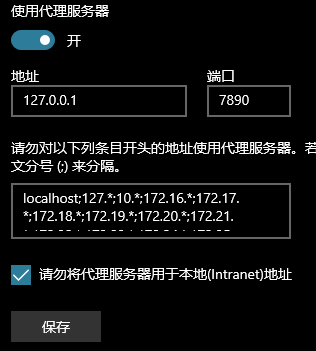 使用代理服务器
开
地址
端口
127.0.0.1
7890
请勿对以下列条目开头的地址使用代理服务器。若
文分号 (;) 来分隔。
localhost;127.*;10.*;172.16.*;172.17.
*;172.18.*;172.19.*;172.20.*;172.21.
请勿将代理服务器用于本地(Intranet)地址
保存